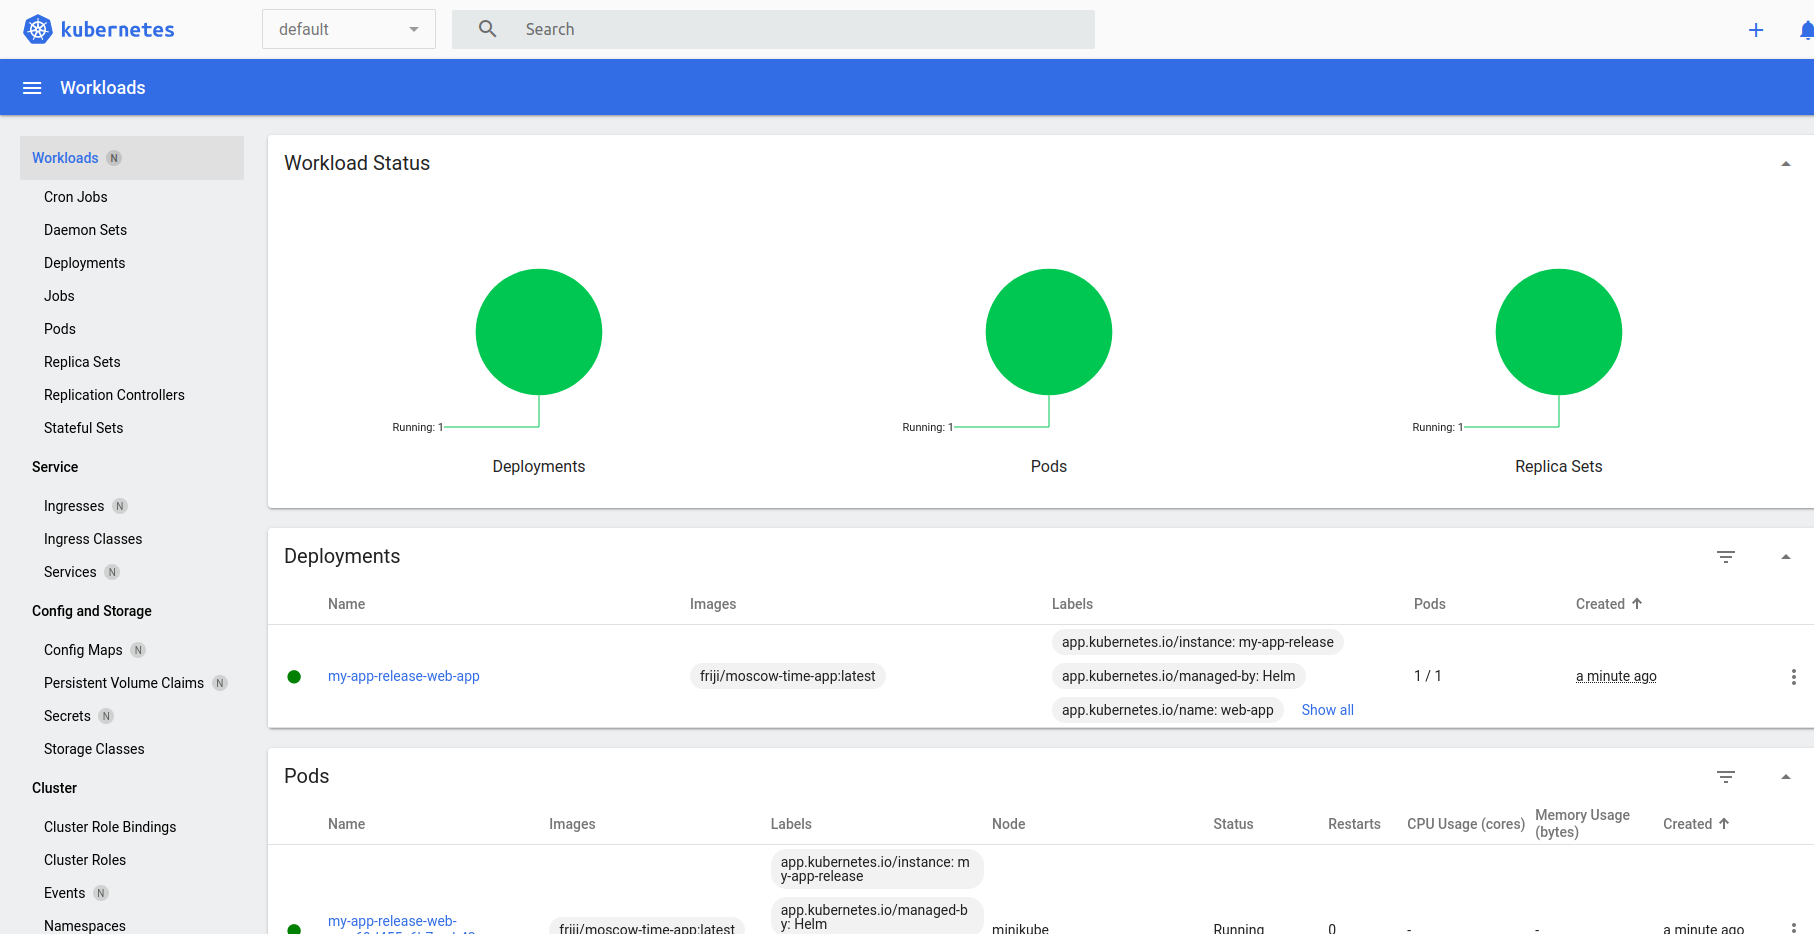 kubernetes
default
Search
Workloads
Workloads N
Cron Jobs
Daemon Sets
Deployments
Jobs
Pods
Replica Sets
Replication Controllers
Stateful Sets
Service
Ingresses N
Ingress Classes
Services N
Config and Storage
Config Maps N
Persistent Volume Claims N
Secrets N
Storage Classes
Cluster
Cluster Role Bindings
Cluster Roles
Events N
Namespaces
Workload Status
Running: 1
Deployments
Running: 1
Pods
Running: 1
Replica Sets
Deployments
Name Images Labels Pods Created
my-app-release-web-app
friji/moscow-time-app:latest
app.kubernetes.io/instance: my-app-release
app.kubernetes.io/managed-by: Helm
app.kubernetes.io/name: web-app
Show all
1 / 1
a minute ago
Pods
Name Images Labels Node Status Restarts CPU Usage (cores) Memory Usage
(bytes) Created
my-app-release-web-
friji/moscow-time-app:latest
app.kubernetes.io/instance: m
y-app-release
app.kubernetes.io/managed-b
y: Helm
minikube
Running
0
-
-
a minute ago